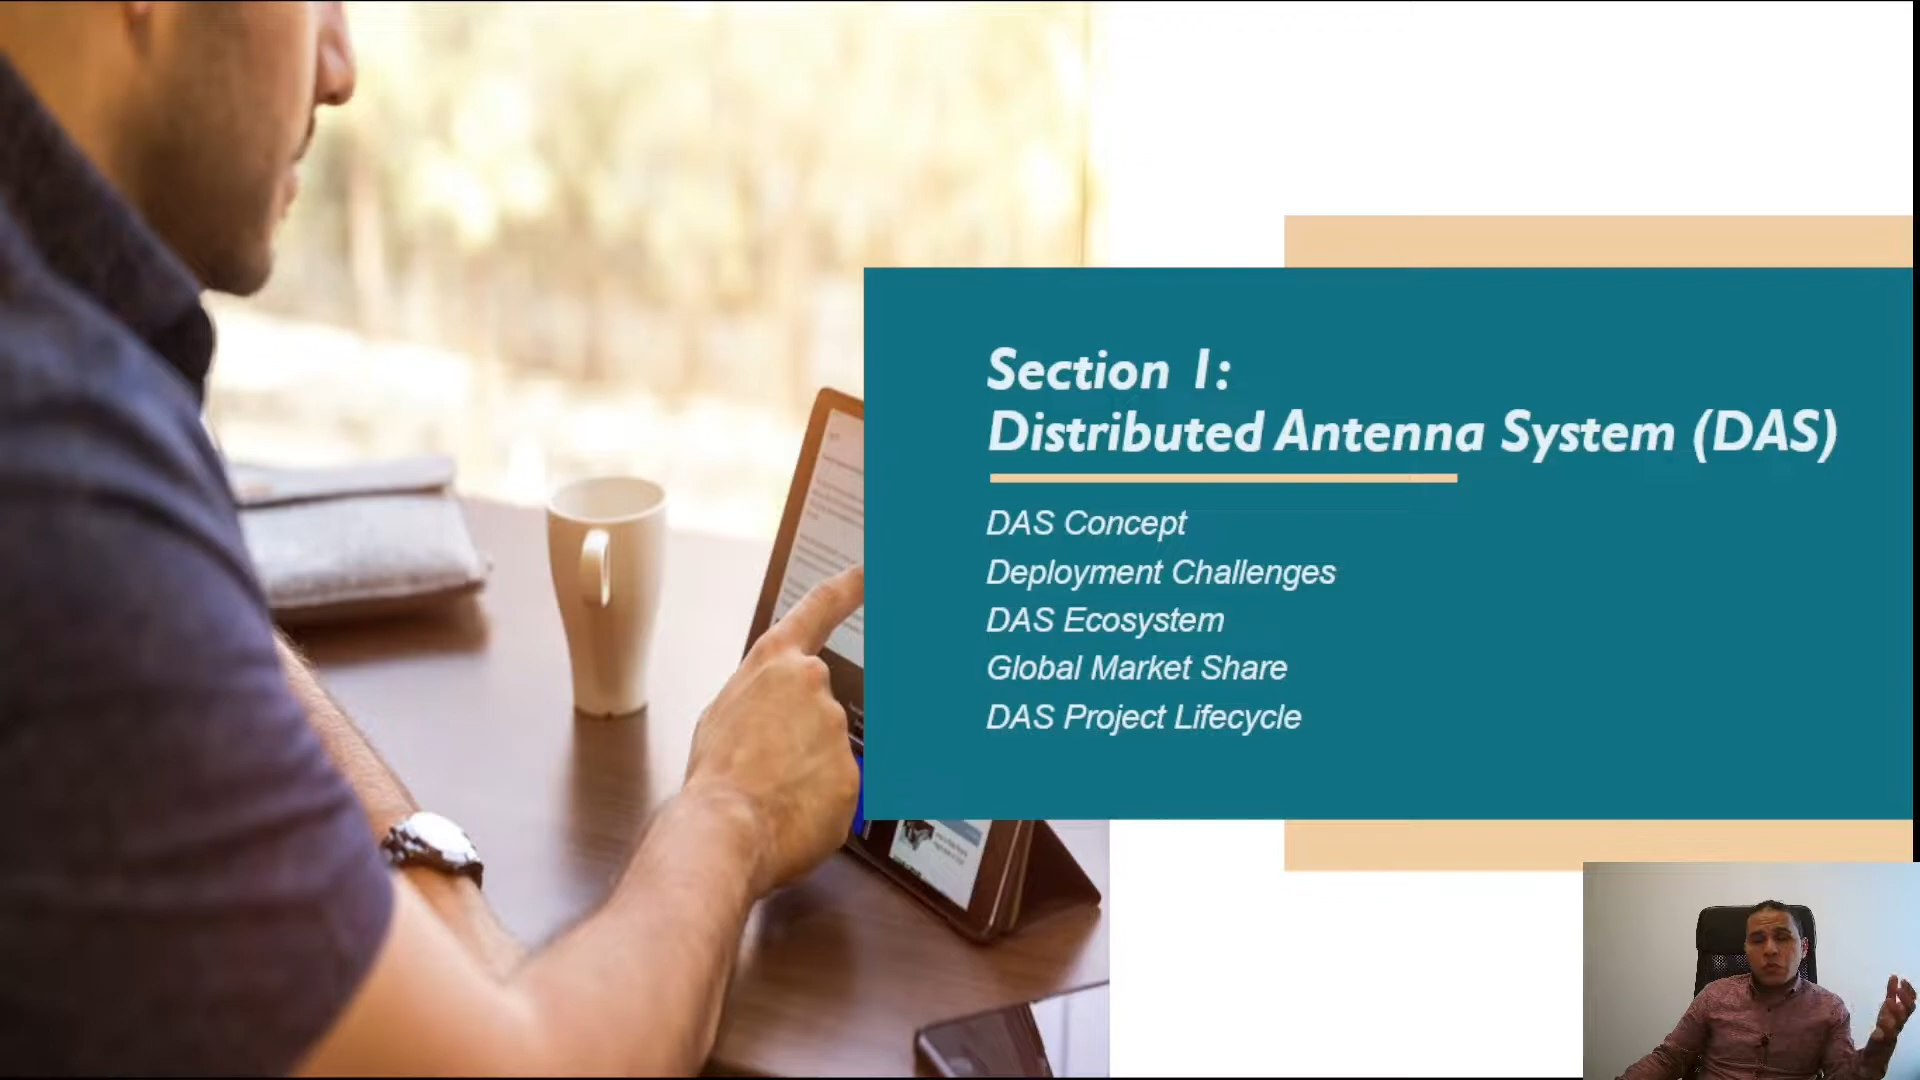 Section 1:
Distributed Antenna System (DAS)
DAS Concept
Deployment Challenges
DAS Ecosystem
Global Market Share
DAS Project Lifecycle